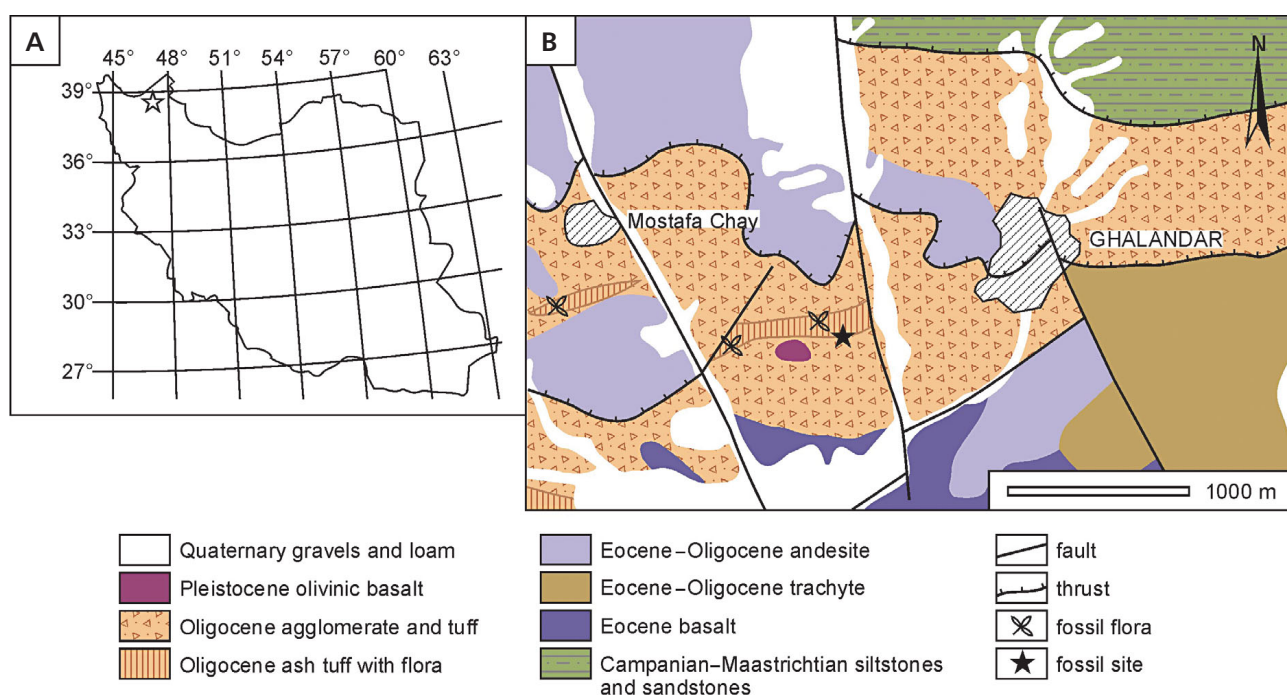 A
45° 48° 51° 54° 57° 60° 63°
39°
36°
33°
30°
27°
B
N
Mostafa Chay
GHALANDAR
1000 m
Quaternary gravels and loam
Pleistocene olivinic basalt
Oligocene agglomerate and tuff
Oligocene ash tuff with flora
Eocene–Oligocene andesite
Eocene–Oligocene trachyte
Eocene basalt
Campanian–Maastrichtian siltstones
and sandstones
fault
thrust
fossil flora
fossil site